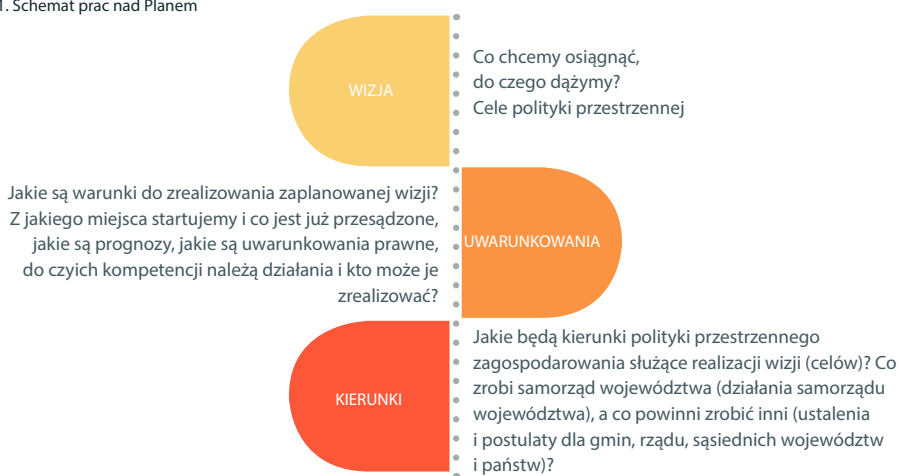 1. Schemat prac nad Planem
WIZJA
Co chcemy osiągnąć,
do czego dążymy?
Cele polityki przestrzennej
Jakie są warunki do zrealizowania zaplanowanej wizji?
Z jakiego miejsca startujemy i co jest już przesądzone,
jakie są prognozy, jakie są uwarunkowania prawne,
do czyich kompetencji należą działania i kto może je
zrealizować?
UWARUNKOWANIA
KIERUNKI
Jakie będą kierunki polityki przestrzennego
zagospodarowania służące realizacji wizji (celów)? Co
zrobi samorząd województwa (działania samorządu
województwa), a co powinni zrobić inni (ustalenia
i postulaty dla gmin, rządu, sąsiednich województw
i państw)?